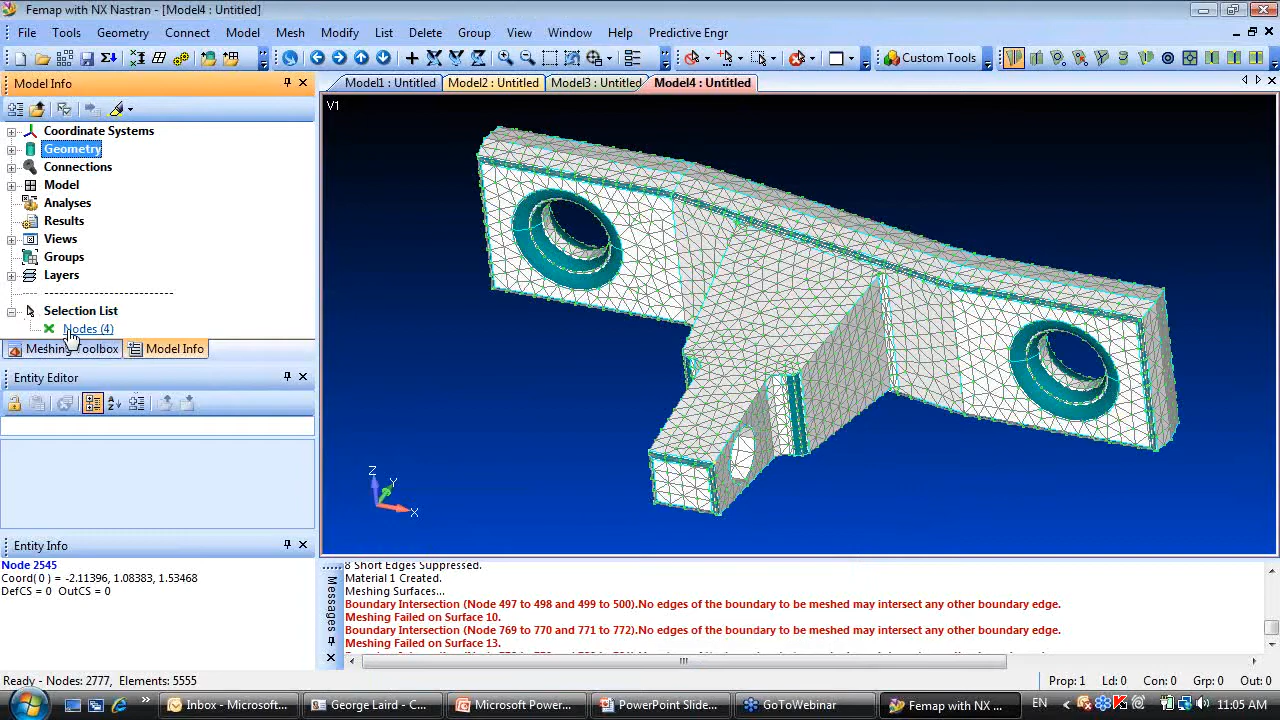 Femap with NX Nastran - [Model4 : Untitled]
File Tools Geometry Connect Model Mesh Modify List Delete Group View Window Help Predictive Engr
Custom Tools
Model Info
Model1 : Untitled Model2 : Untitled Model3 : Untitled Model4 : Untitled
V1
Coordinate Systems
Geometry
Connections
Model
Analyses
Results
Views
Groups
Layers
Selection List
Nodes (4)
Meshing Toolbox Model Info
Entity Editor
Z
Y
X
Entity Info
Node 2545
Coord( 0 ) = -2.11396, 1.08383, 1.53468
DefCS = 0 OutCS = 0
Messages
8 Short Edges Suppressed.
Material 1 Created.
Meshing Surfaces...
Boundary Intersection (Node 497 to 498 and 499 to 500).No edges of the boundary to be meshed may intersect any other boundary edge.
Meshing Failed on Surface 10.
Boundary Intersection (Node 769 to 770 and 771 to 772).No edges of the boundary to be meshed may intersect any other boundary edge.
Meshing Failed on Surface 13.
Ready - Nodes: 2777, Elements: 5555
Prop: 1 Ld: 0 Con: 0 Grp: 0 Out: 0
Inbox - Microsoft... George Laird - C... Microsoft Power... PowerPoint Slide... GoToWebinar Femap with NX ... EN 11:05 AM